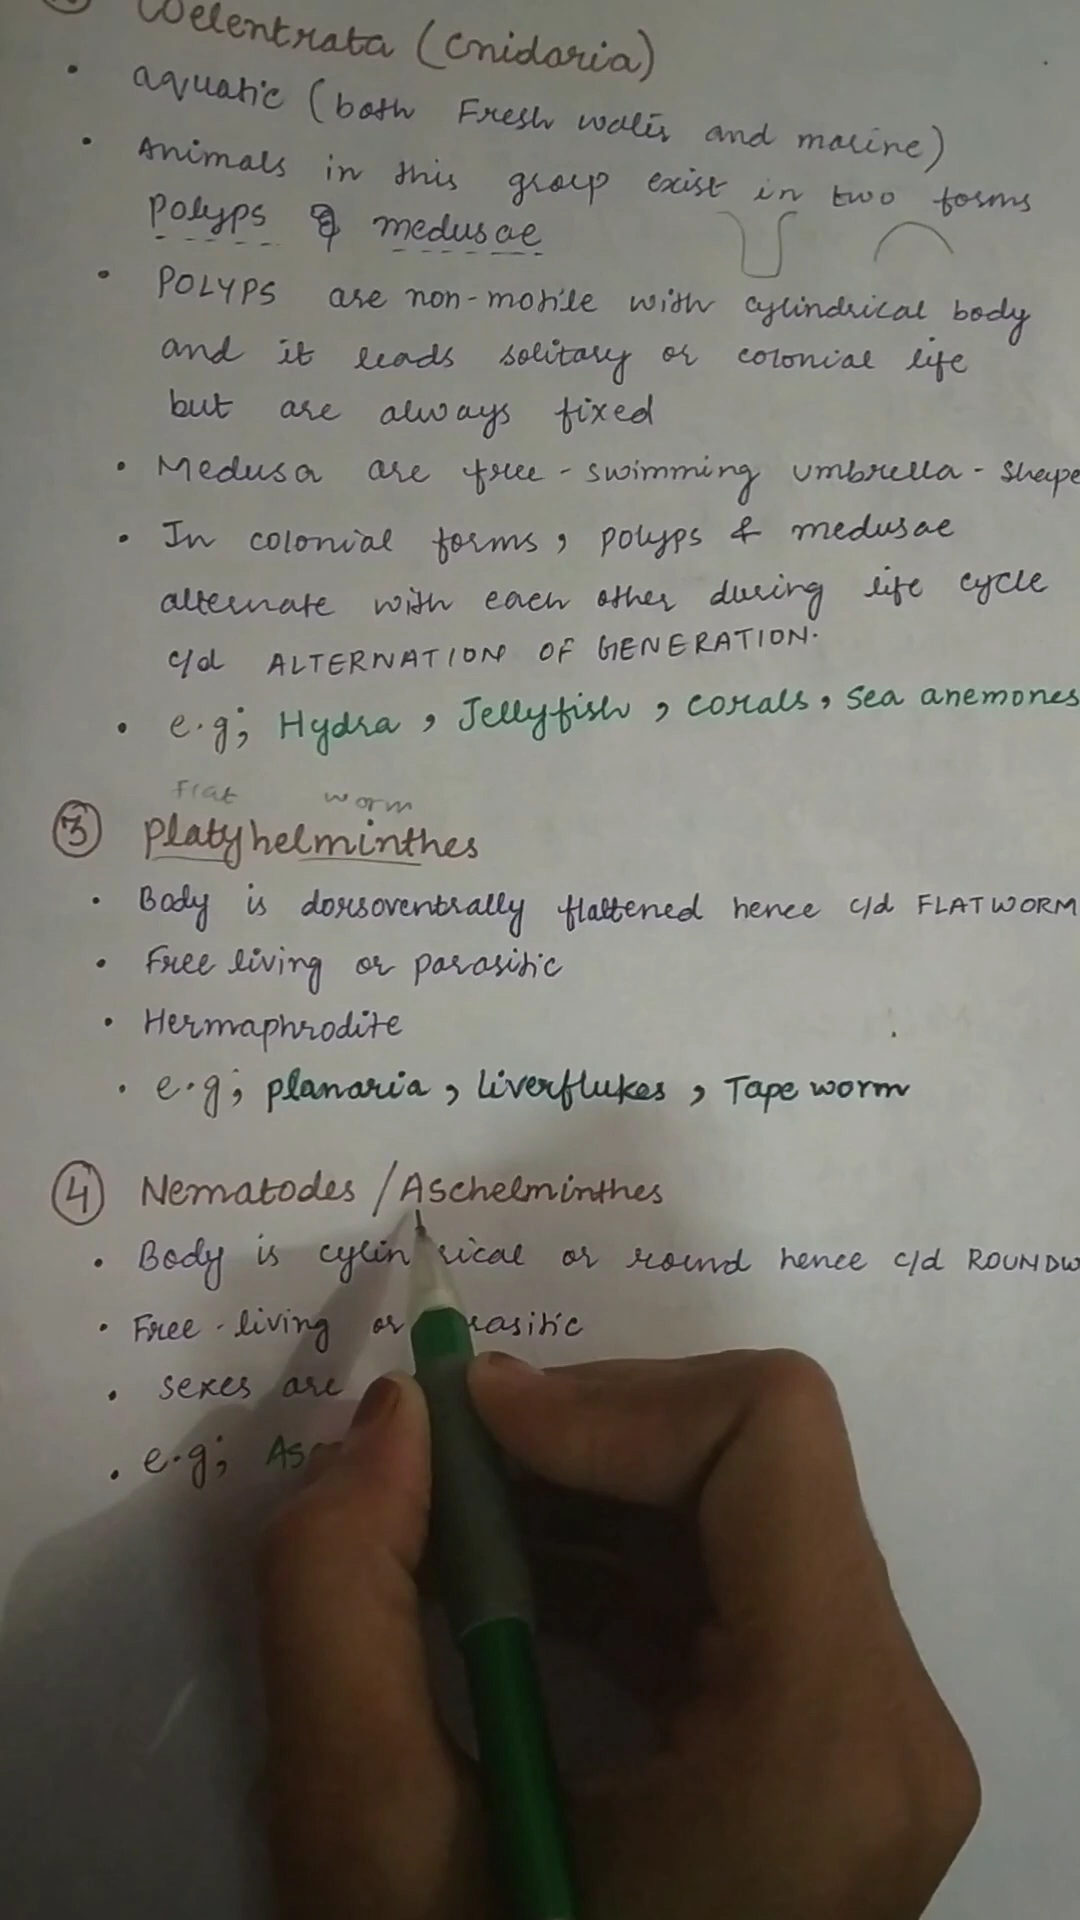 Coelentrata (Cnidaria)
• aquatic (both Fresh water and marine)
• Animals in this group exist in two forms
Polyps & medusae
• POLYPS are non-motile with cylindrical body
and it leads solitary or colonial life
but are always fixed
• Medusa are free-swimming umbrella-shape
• In colonial forms, polyps & medusae
alternate with each other during life cycle
c/d ALTERNATION OF GENERATION.
• e.g; Hydra, Jellyfish, corals, Sea anemones
Flat worm
③ Platyhelminthes
• Body is dorsoventrally flattened hence c/d FLATWORM
• Free living or parasitic
• Hermaphrodite
• e.g; planaria, liverflukes, Tape worm
④ Nematodes /Aschelminthes
• Body is or round hence c/d
• Free-living or
• sexes are
• e.g;